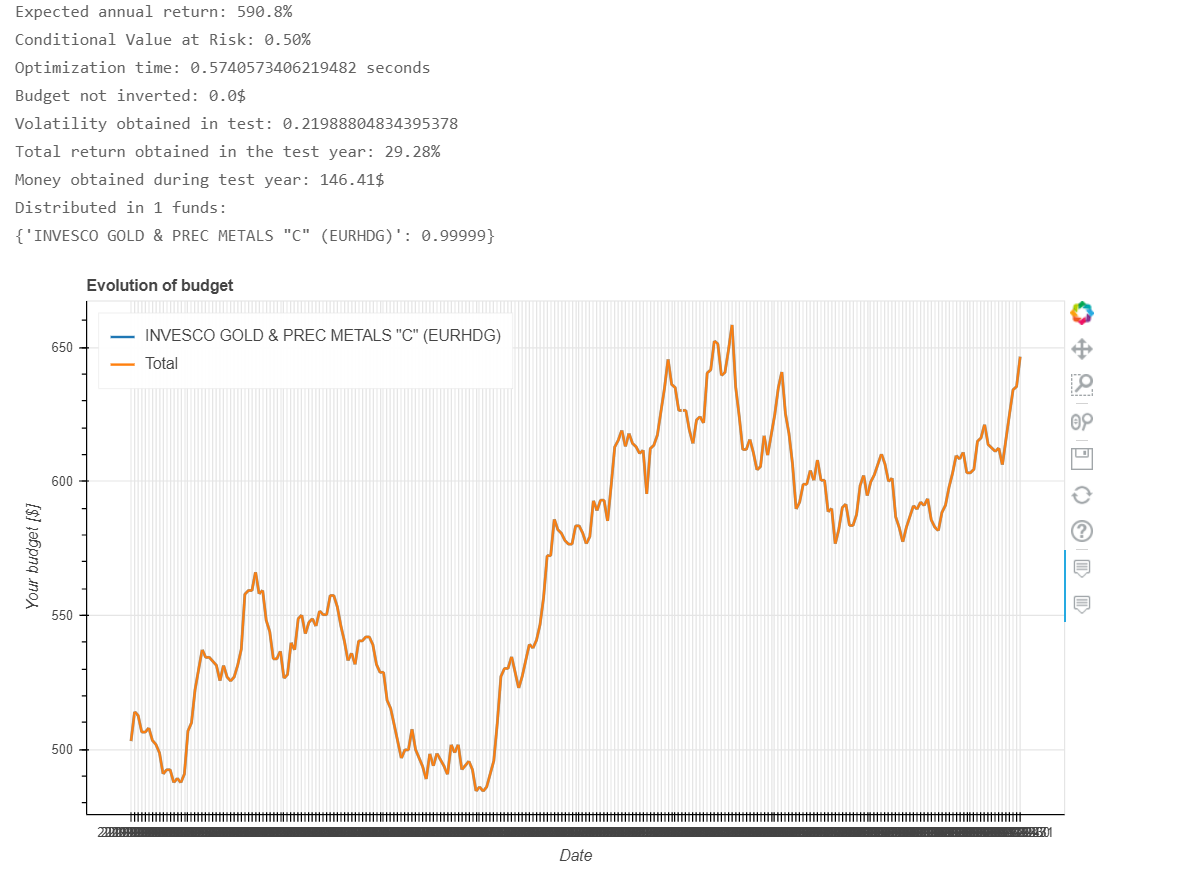 Expected annual return: 590.8%
Conditional Value at Risk: 0.50%
Optimization time: 0.5740573406219482 seconds
Budget not inverted: 0.0$
Volatility obtained in test: 0.21988804834395378
Total return obtained in the test year: 29.28%
Money obtained during test year: 146.41$
Distributed in 1 funds:
{'INVESCO GOLD & PREC METALS "C" (EURHDG)': 0.99999}
Evolution of budget
INVESCO GOLD & PREC METALS "C" (EURHDG)
Total
650
600
550
500
Your budget [$]
Date